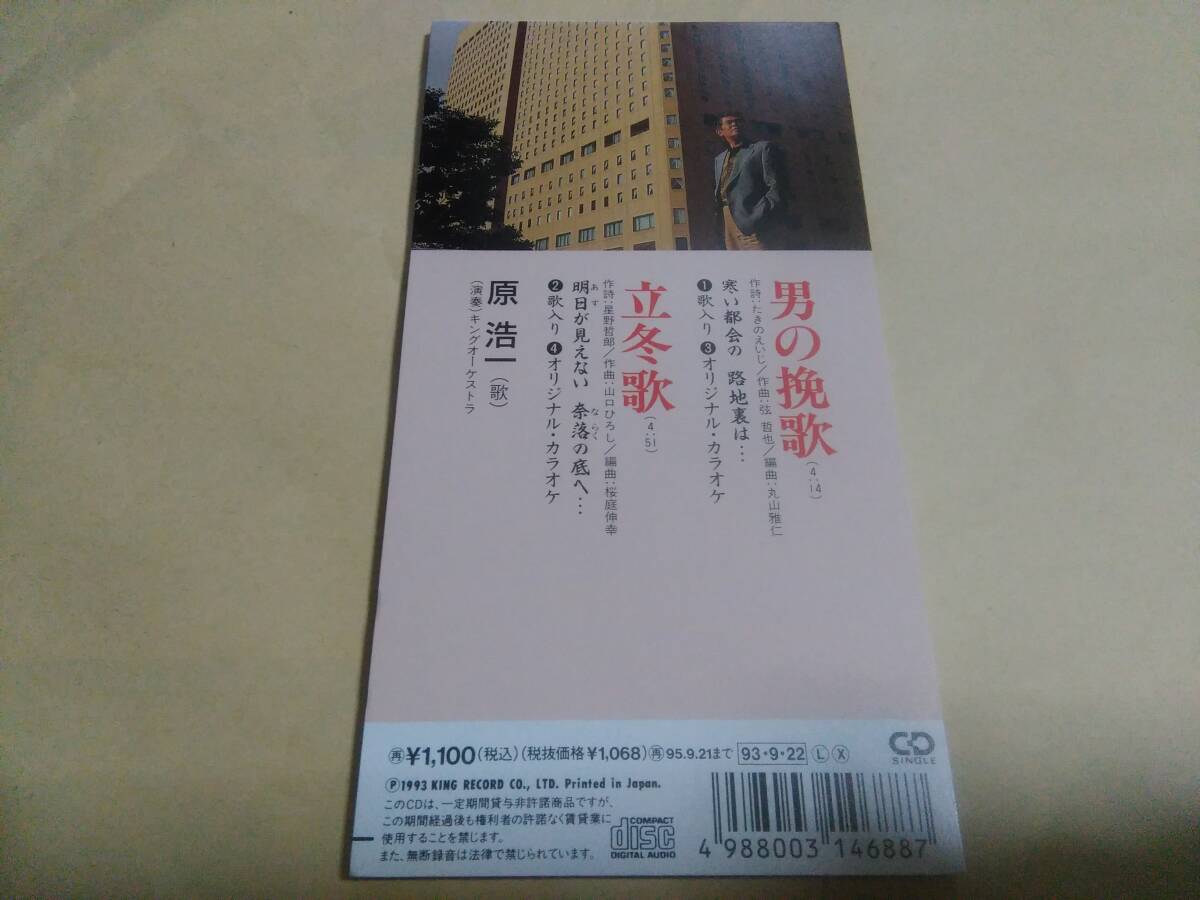 男の挽歌(4:14)
作詩:たきのえいじ/作曲:弦 哲也/編曲:丸山雅仁
寒い都会の 路地裏は…
❶歌入り ❸オリジナル・カラオケ
立冬歌(4:51)
作詩:星野哲郎/作曲:山口ひろし/編曲:桜庭伸幸
明日が見えない 奈落の底へ…
あす ならく
❷歌入り ❹オリジナル・カラオケ
原 浩一(歌)
(演奏)キングオーケストラ
再¥1,100(税込)(税抜価格¥1,068)再95.9.21まで 93・9・22 Ⓛ Ⓧ
CD SINGLE
Ⓟ1993 KING RECORD CO., LTD. Printed in Japan.
このCDは、一定期間貸与非許諾商品ですが、
この期間経過後も権利者の許諾なく賃貸業に
使用することを禁じます。
また、無断録音は法律で禁じられています。
COMPACT
disc
DIGITAL AUDIO
4 988003 146887